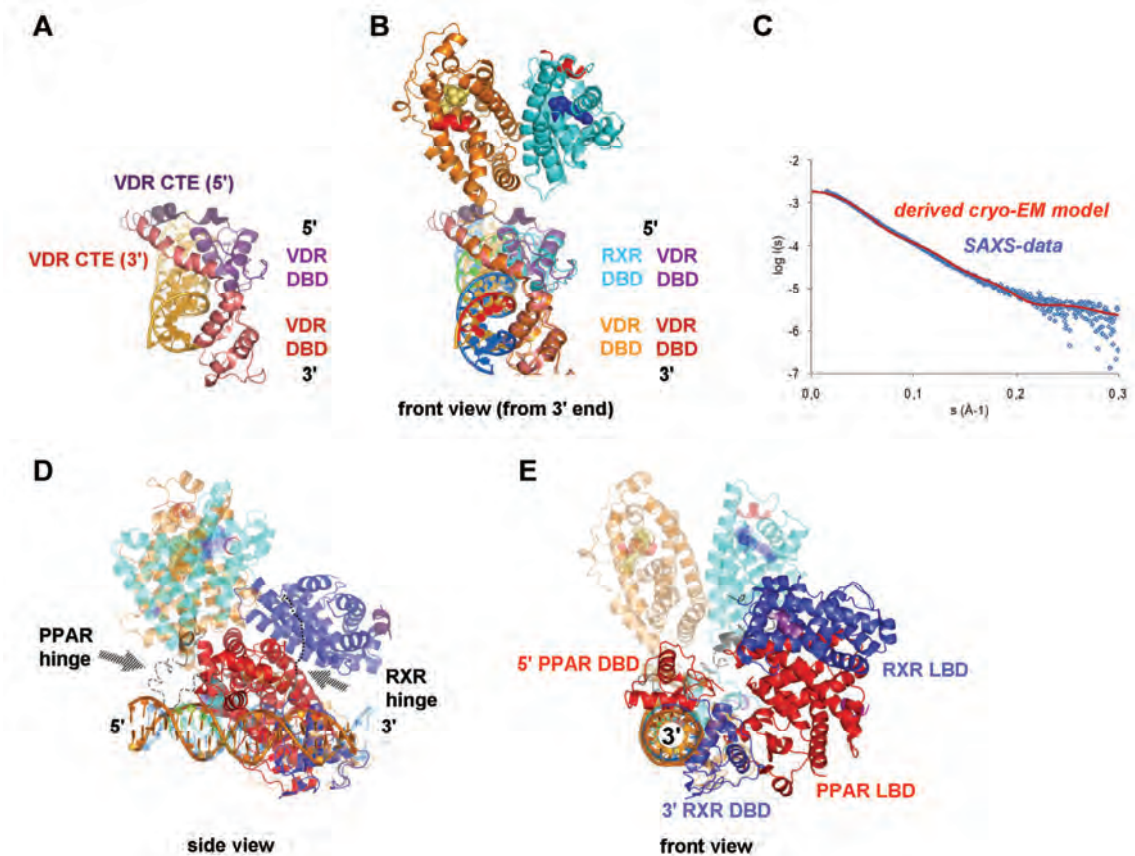 A
VDR CTE (5')
VDR CTE (3')
VDR
DBD
VDR
DBD
3'
B
5'
RXR VDR
DBD DBD
VDR VDR
DBD DBD
3'
front view (from 3' end)
C
-2
-3
-4
-5
-6
-7
log I(s)
derived cryo-EM model
SAXS-data
0,0 0.1 0.2 0.3
s (Å-1)
D
PPAR
hinge
RXR
hinge
5'
3'
side view
E
5' PPAR DBD
RXR LBD
3'
PPAR LBD
3' RXR DBD
front view
5'